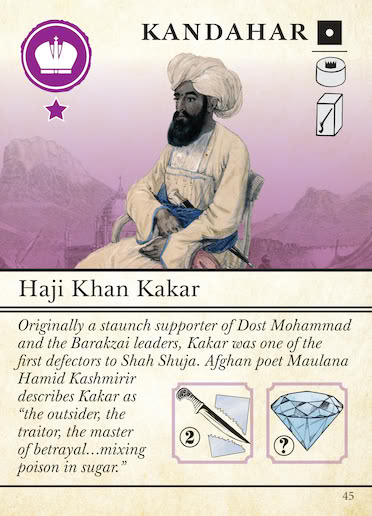 KANDAHAR
Haji Khan Kakar
Originally a staunch supporter of Dost Mohammad
and the Barakzai leaders, Kakar was one of the
first defectors to Shah Shuja. Afghan poet Maulana
Hamid Kashmirir
describes Kakar as
“the outsider, the
traitor, the master
of betrayal…mixing
poison in sugar.”
2
?
45